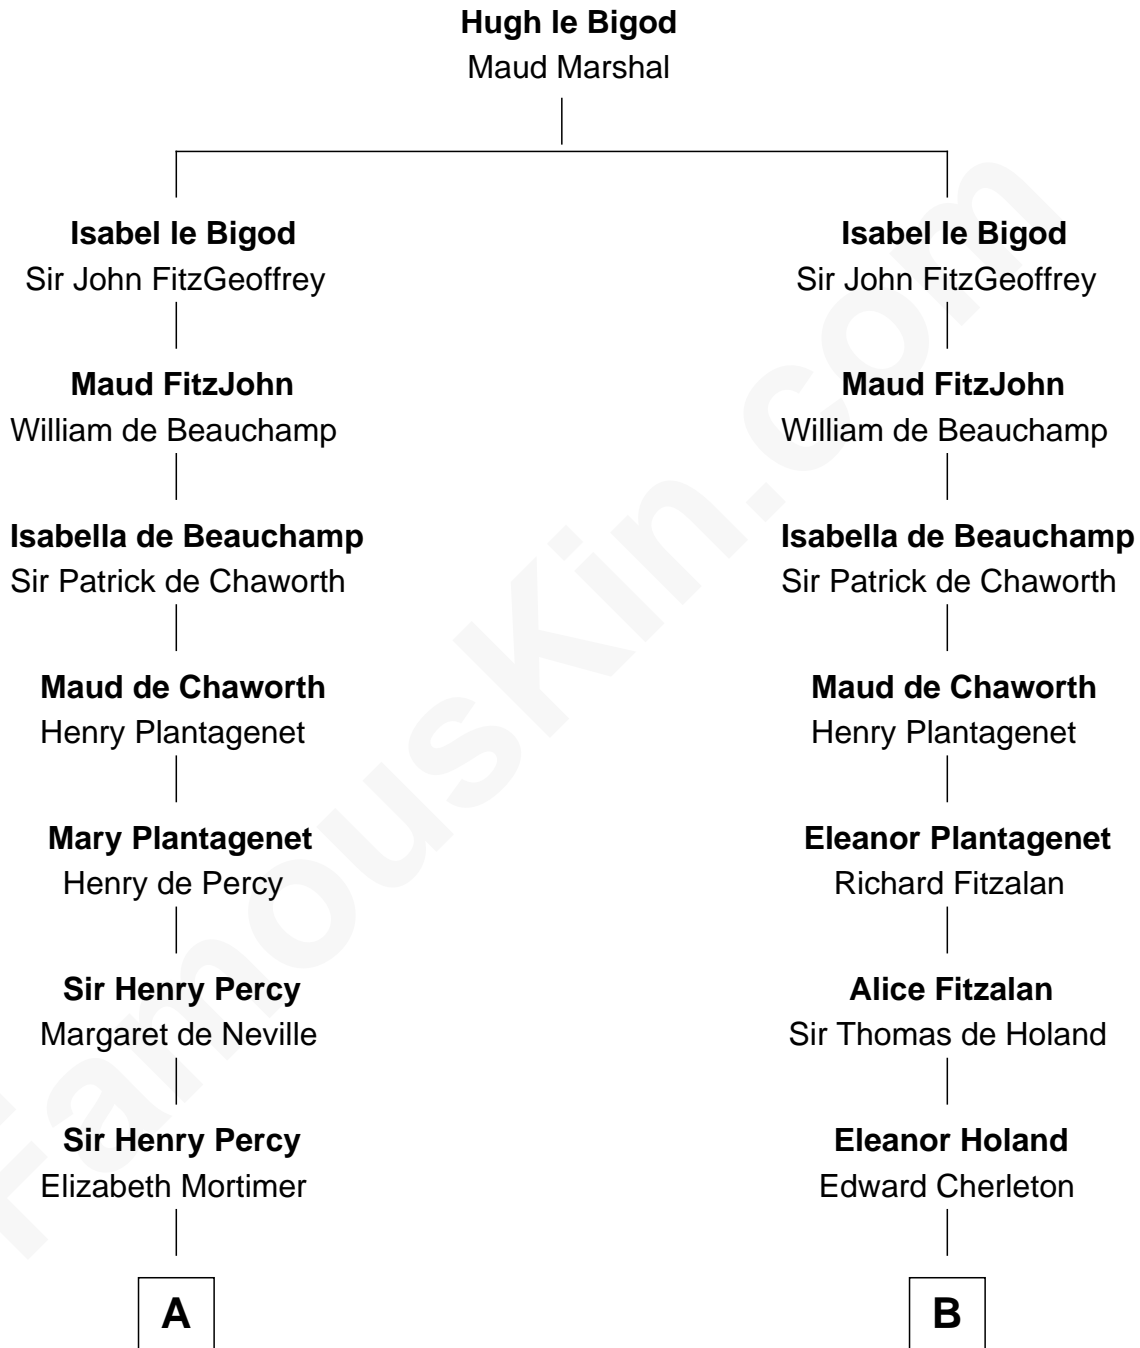 Hugh le Bigod
Maud Marshal
Isabel le Bigod
Sir John FitzGeoffrey
Isabel le Bigod
Sir John FitzGeoffrey
Maud FitzJohn
William de Beauchamp
Maud FitzJohn
William de Beauchamp
Isabella de Beauchamp
Sir Patrick de Chaworth
Isabella de Beauchamp
Sir Patrick de Chaworth
Maud de Chaworth
Henry Plantagenet
Maud de Chaworth
Henry Plantagenet
Mary Plantagenet
Henry de Percy
Eleanor Plantagenet
Richard Fitzalan
Sir Henry Percy
Margaret de Neville
Alice Fitzalan
Sir Thomas de Holand
Sir Henry Percy
Elizabeth Mortimer
Eleanor Holand
Edward Cherleton
A
B
FamousKin.com